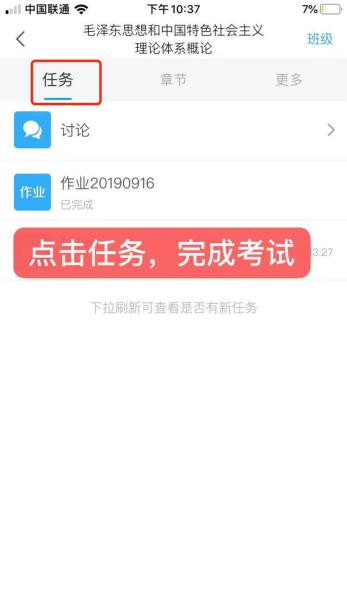 中国联通 下午10:37 7%
毛泽东思想和中国特色社会主义
理论体系概论
班级
任务 章节 更多
讨论
作业 作业20190916
已完成
点击任务，完成考试
13:27
下拉刷新可查看是否有新任务